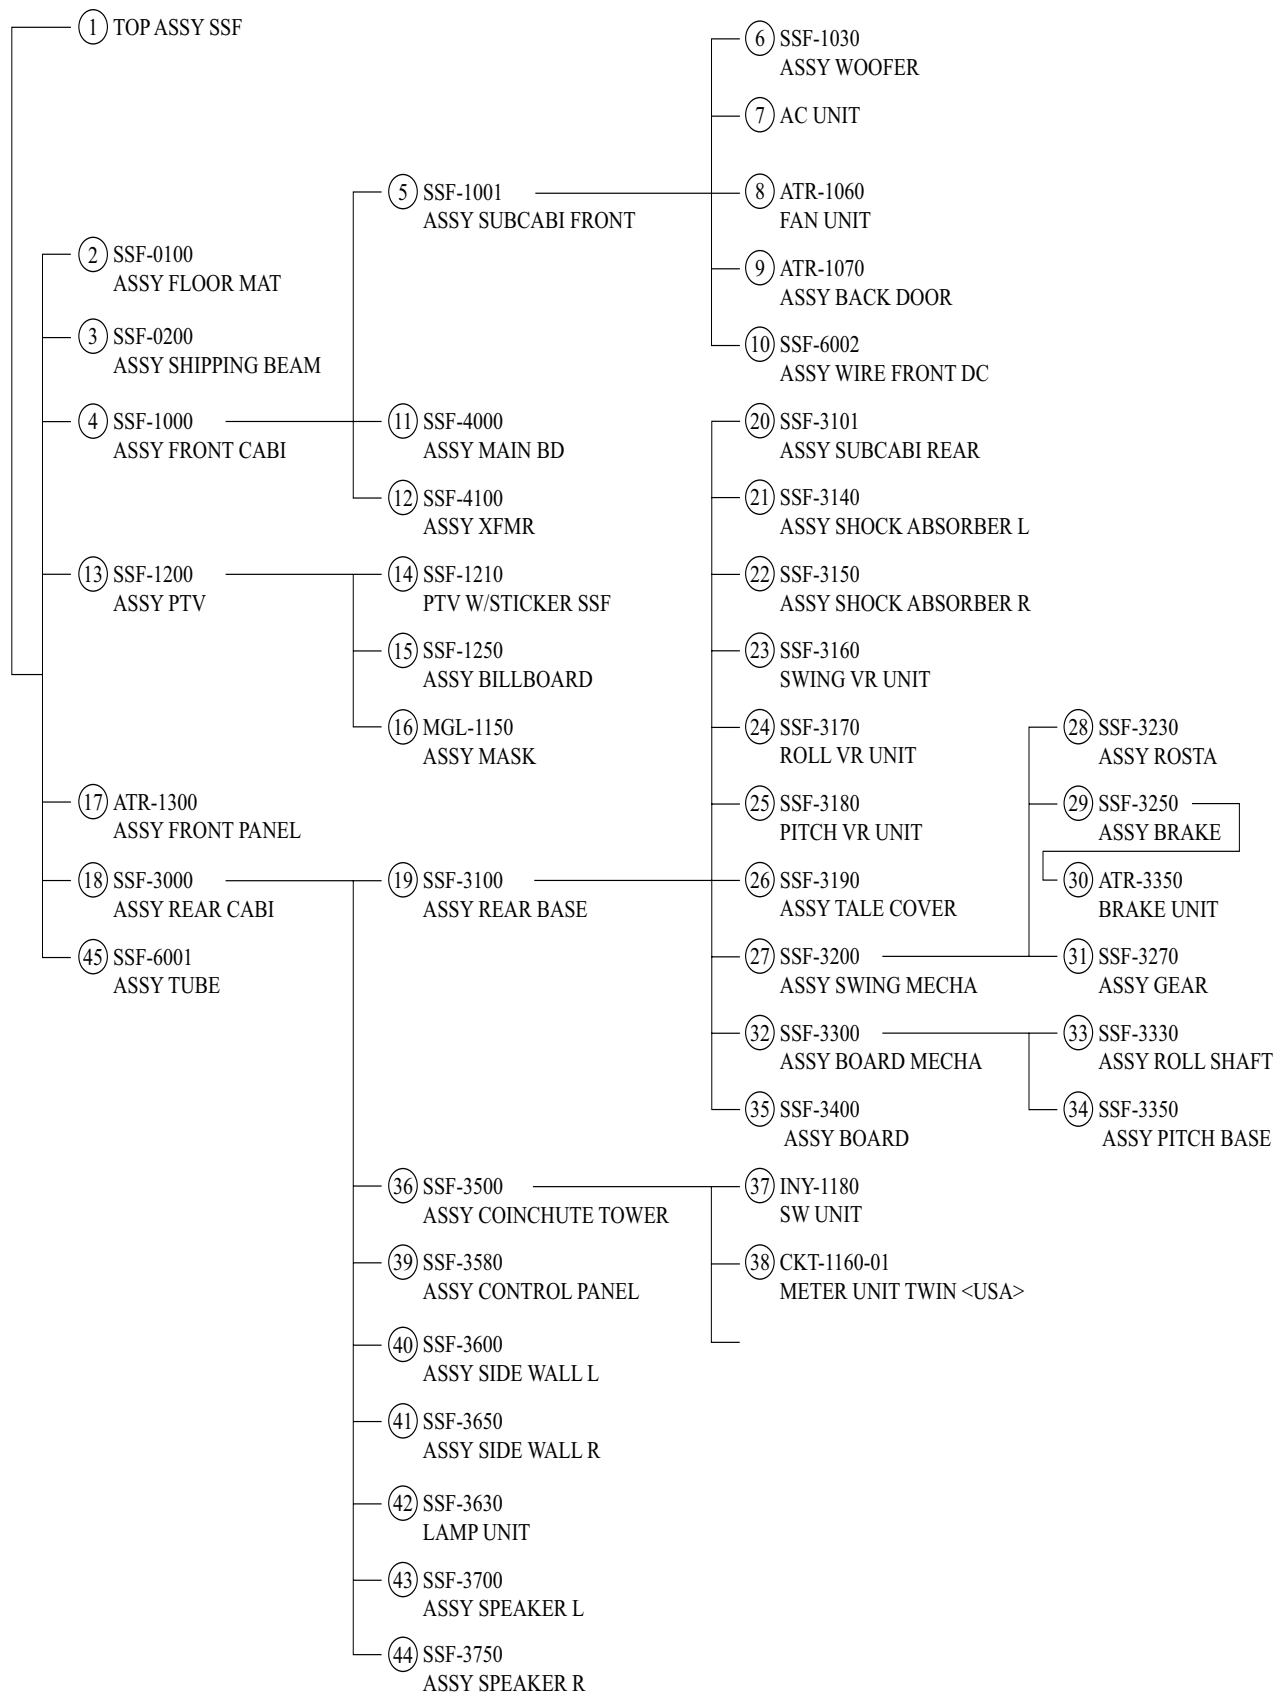 1 TOP ASSY SSF
2 SSF-0100
ASSY FLOOR MAT
3 SSF-0200
ASSY SHIPPING BEAM
4 SSF-1000
ASSY FRONT CABI
5 SSF-1001
ASSY SUBCABI FRONT
6 SSF-1030
ASSY WOOFER
7 AC UNIT
8 ATR-1060
FAN UNIT
9 ATR-1070
ASSY BACK DOOR
10 SSF-6002
ASSY WIRE FRONT DC
11 SSF-4000
ASSY MAIN BD
12 SSF-4100
ASSY XFMR
13 SSF-1200
ASSY PTV
14 SSF-1210
PTV W/STICKER SSF
15 SSF-1250
ASSY BILLBOARD
16 MGL-1150
ASSY MASK
17 ATR-1300
ASSY FRONT PANEL
18 SSF-3000
ASSY REAR CABI
19 SSF-3100
ASSY REAR BASE
20 SSF-3101
ASSY SUBCABI REAR
21 SSF-3140
ASSY SHOCK ABSORBER L
22 SSF-3150
ASSY SHOCK ABSORBER R
23 SSF-3160
SWING VR UNIT
24 SSF-3170
ROLL VR UNIT
25 SSF-3180
PITCH VR UNIT
26 SSF-3190
ASSY TALE COVER
27 SSF-3200
ASSY SWING MECHA
28 SSF-3230
ASSY ROSTA
29 SSF-3250
ASSY BRAKE
30 ATR-3350
BRAKE UNIT
31 SSF-3270
ASSY GEAR
32 SSF-3300
ASSY BOARD MECHA
33 SSF-3330
ASSY ROLL SHAFT
34 SSF-3350
ASSY PITCH BASE
35 SSF-3400
ASSY BOARD
36 SSF-3500
ASSY COINCHUTE TOWER
37 INY-1180
SW UNIT
38 CKT-1160-01
METER UNIT TWIN <USA>
39 SSF-3580
ASSY CONTROL PANEL
40 SSF-3600
ASSY SIDE WALL L
41 SSF-3650
ASSY SIDE WALL R
42 SSF-3630
LAMP UNIT
43 SSF-3700
ASSY SPEAKER L
44 SSF-3750
ASSY SPEAKER R
45 SSF-6001
ASSY TUBE